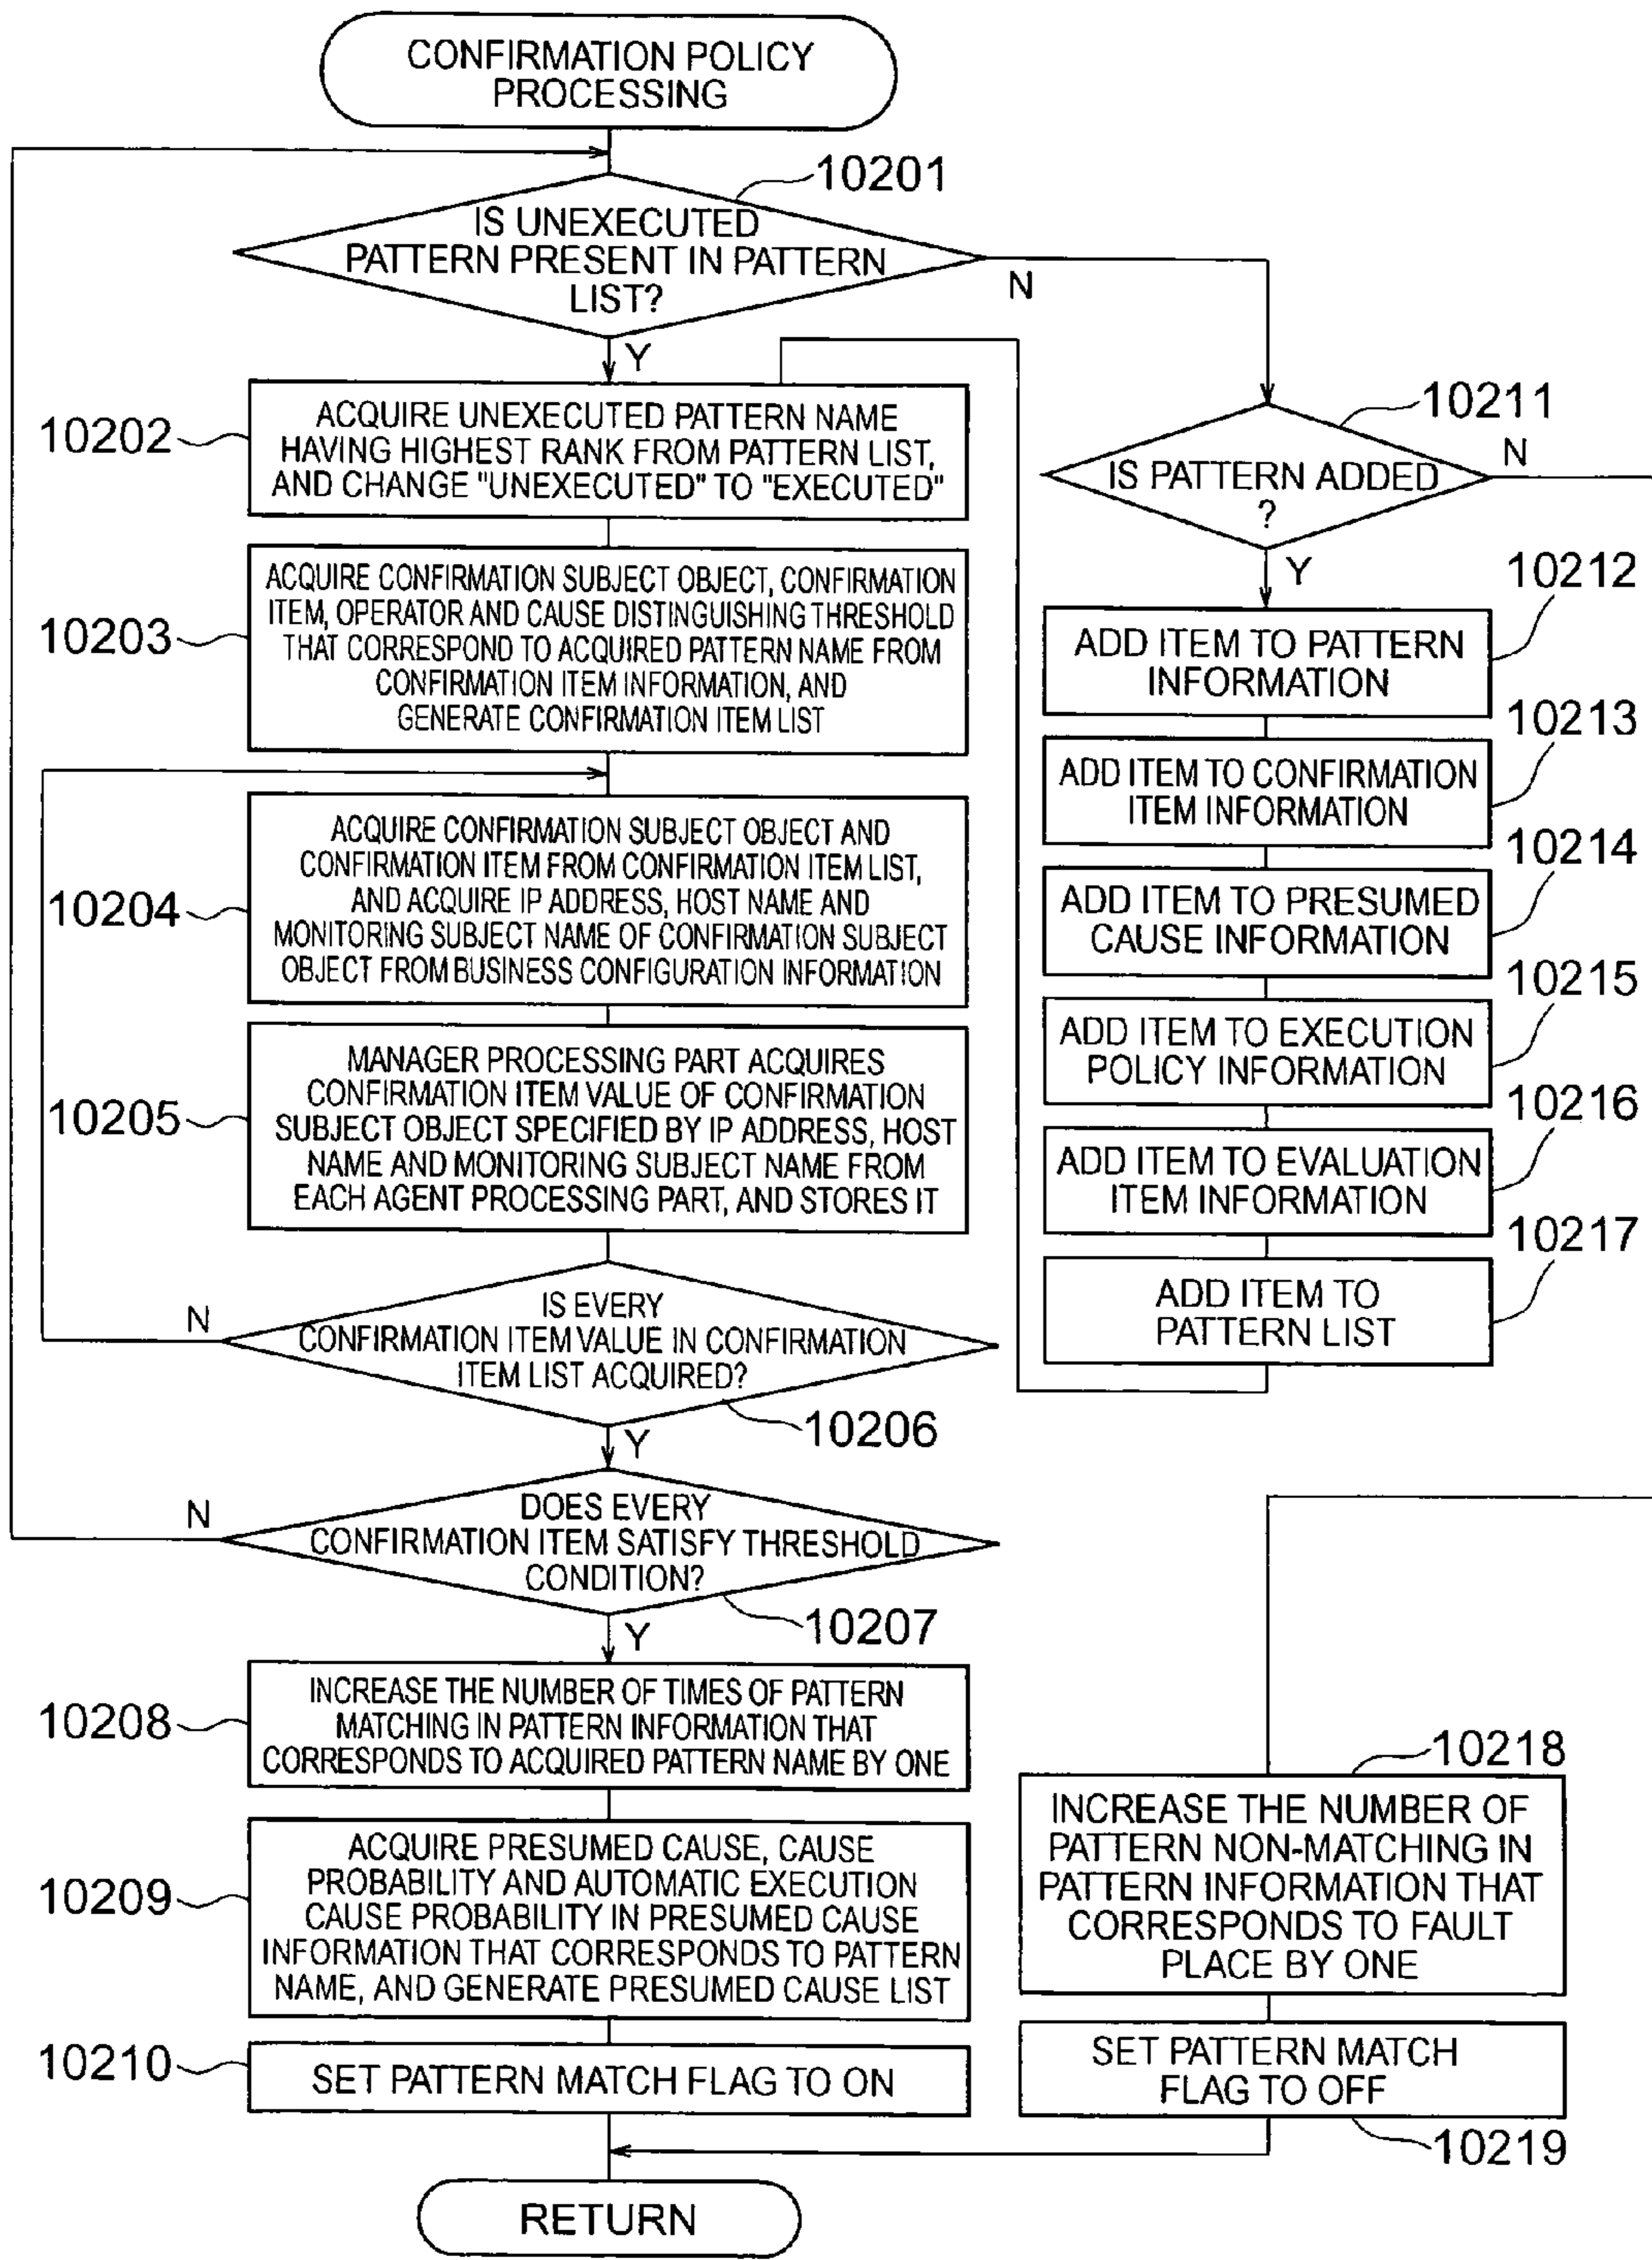 CONFIRMATION POLICY
PROCESSING
10201
IS UNEXECUTED
PATTERN PRESENT IN PATTERN
LIST?
N
Y
10202
ACQUIRE UNEXECUTED PATTERN NAME
HAVING HIGHEST RANK FROM PATTERN LIST,
AND CHANGE "UNEXECUTED" TO "EXECUTED"
10203
ACQUIRE CONFIRMATION SUBJECT OBJECT, CONFIRMATION
ITEM, OPERATOR AND CAUSE DISTINGUISHING THRESHOLD
THAT CORRESPOND TO ACQUIRED PATTERN NAME FROM
CONFIRMATION ITEM INFORMATION, AND
GENERATE CONFIRMATION ITEM LIST
10204
ACQUIRE CONFIRMATION SUBJECT OBJECT AND
CONFIRMATION ITEM FROM CONFIRMATION ITEM LIST,
AND ACQUIRE IP ADDRESS, HOST NAME AND
MONITORING SUBJECT NAME OF CONFIRMATION SUBJECT
OBJECT FROM BUSINESS CONFIGURATION INFORMATION
10205
MANAGER PROCESSING PART ACQUIRES
CONFIRMATION ITEM VALUE OF CONFIRMATION
SUBJECT OBJECT SPECIFIED BY IP ADDRESS, HOST
NAME AND MONITORING SUBJECT NAME FROM
EACH AGENT PROCESSING PART, AND STORES IT
N
IS EVERY
CONFIRMATION ITEM VALUE IN CONFIRMATION
ITEM LIST ACQUIRED?
10206
Y
N
DOES EVERY
CONFIRMATION ITEM SATISFY THRESHOLD
CONDITION?
10207
Y
10208
INCREASE THE NUMBER OF TIMES OF PATTERN
MATCHING IN PATTERN INFORMATION THAT
CORRESPONDS TO ACQUIRED PATTERN NAME BY ONE
10209
ACQUIRE PRESUMED CAUSE, CAUSE
PROBABILITY AND AUTOMATIC EXECUTION
CAUSE PROBABILITY IN PRESUMED CAUSE
INFORMATION THAT CORRESPONDS TO PATTERN
NAME, AND GENERATE PRESUMED CAUSE LIST
10210
SET PATTERN MATCH FLAG TO ON
10211
IS PATTERN ADDED
?
N
Y
10212
ADD ITEM TO PATTERN
INFORMATION
10213
ADD ITEM TO CONFIRMATION
ITEM INFORMATION
10214
ADD ITEM TO PRESUMED
CAUSE INFORMATION
10215
ADD ITEM TO EXECUTION
POLICY INFORMATION
10216
ADD ITEM TO EVALUATION
ITEM INFORMATION
10217
ADD ITEM TO
PATTERN LIST
10218
INCREASE THE NUMBER OF
PATTERN NON-MATCHING IN
PATTERN INFORMATION THAT
CORRESPONDS TO FAULT
PLACE BY ONE
SET PATTERN MATCH
FLAG TO OFF
10219
RETURN